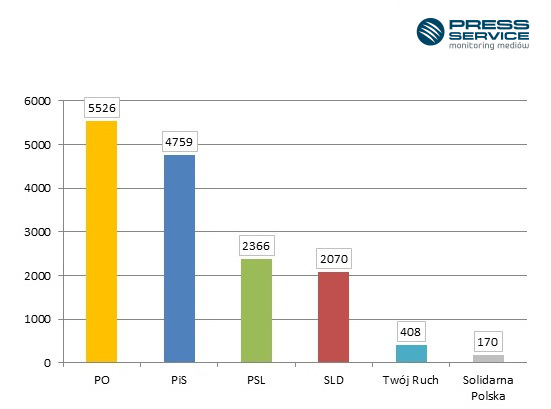 PRESS
SERVICE
monitoring mediów
6000
5000
4000
3000
2000
1000
0
5526
4759
2366
2070
408
170
PO
PiS
PSL
SLD
Twój Ruch
Solidarna
Polska